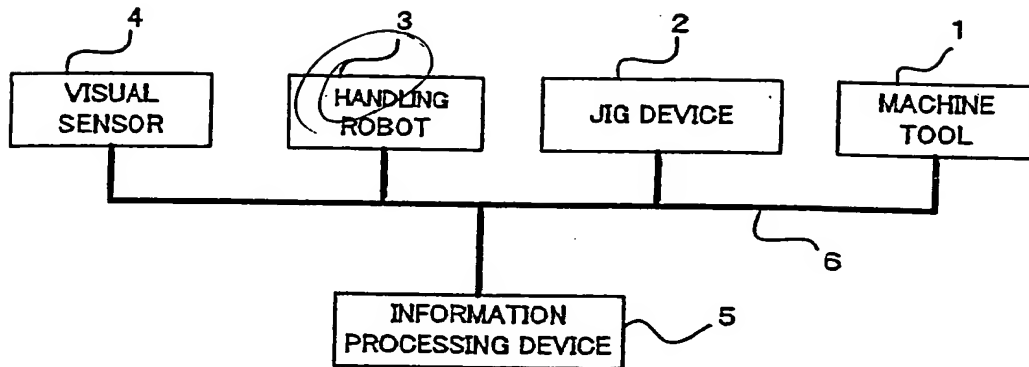 4
3
2
1
VISUAL
SENSOR
HANDLING
ROBOT
JIG DEVICE
MACHINE
TOOL
6
INFORMATION
PROCESSING DEVICE
5